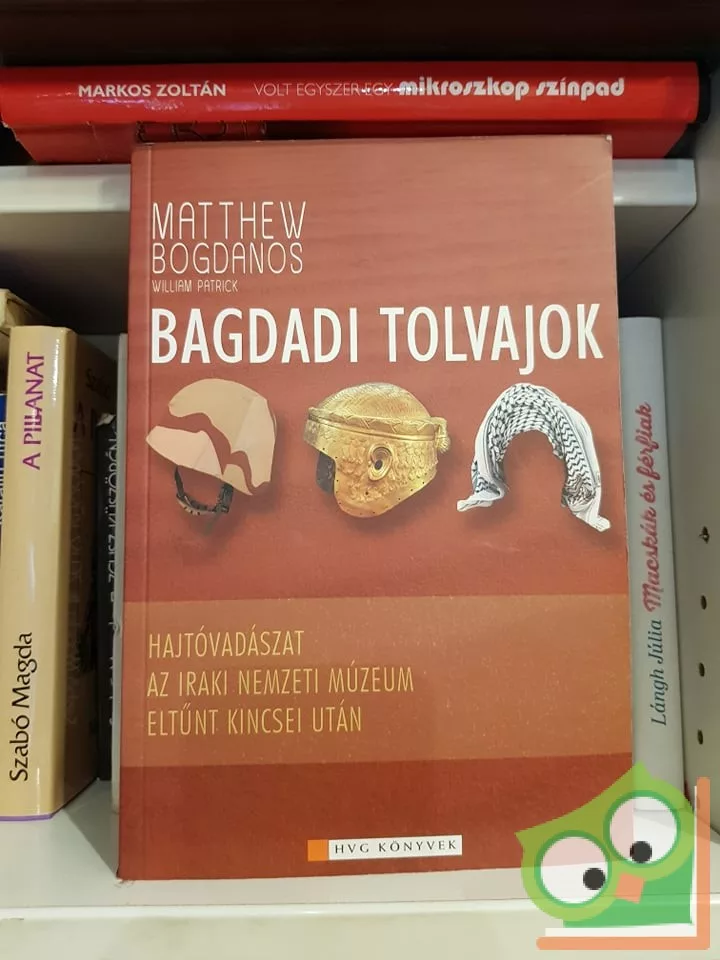 MARKOS ZOLTÁN VOLT EGYSZER EGY mikroszkop színpad
MATTHEW
BOGDANOS
WILLIAM PATRICK
BAGDADI TOLVAJOK
HAJTÓVADÁSZAT
AZ IRAKI NEMZETI MÚZEUM
ELTŰNT KINCSEI UTÁN
HVG KÖNYVEK
Szabó Magda A PILLANAT
Lángh Júlia Macskák és férfiak